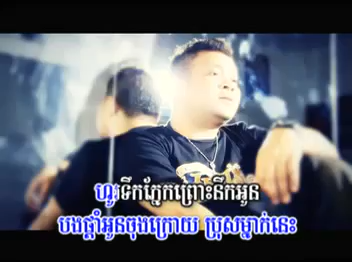 ហូរទឹកភ្នែកព្រោះនឹកអូន
បងផ្ដាំអូនចុងក្រោយ ប្រុសម្នាក់នេះ